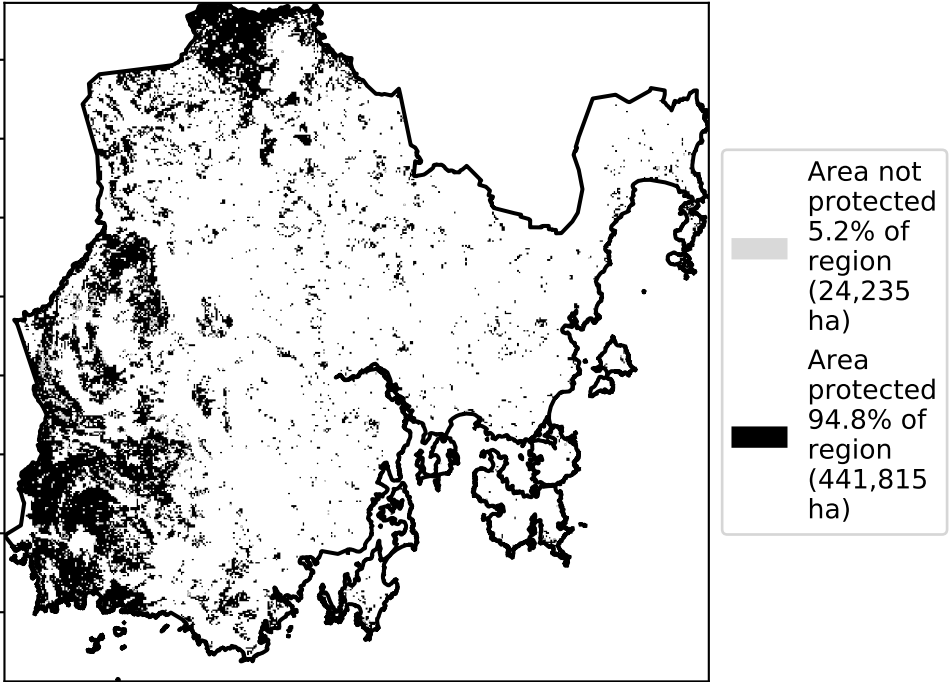 Area not
protected
5.2% of
region
(24,235
ha)
Area
protected
94.8% of
region
(441,815
ha)